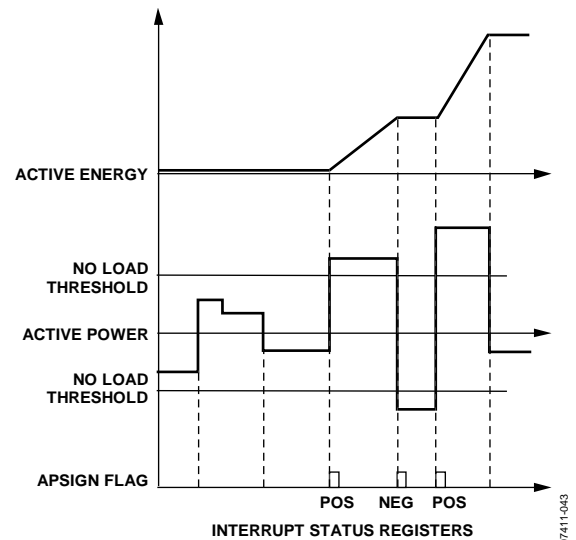 ACTIVE ENERGY
NO LOAD
THRESHOLD
ACTIVE POWER
NO LOAD
THRESHOLD
APSIGN FLAG
POS NEG POS
INTERRUPT STATUS REGISTERS
07411-043